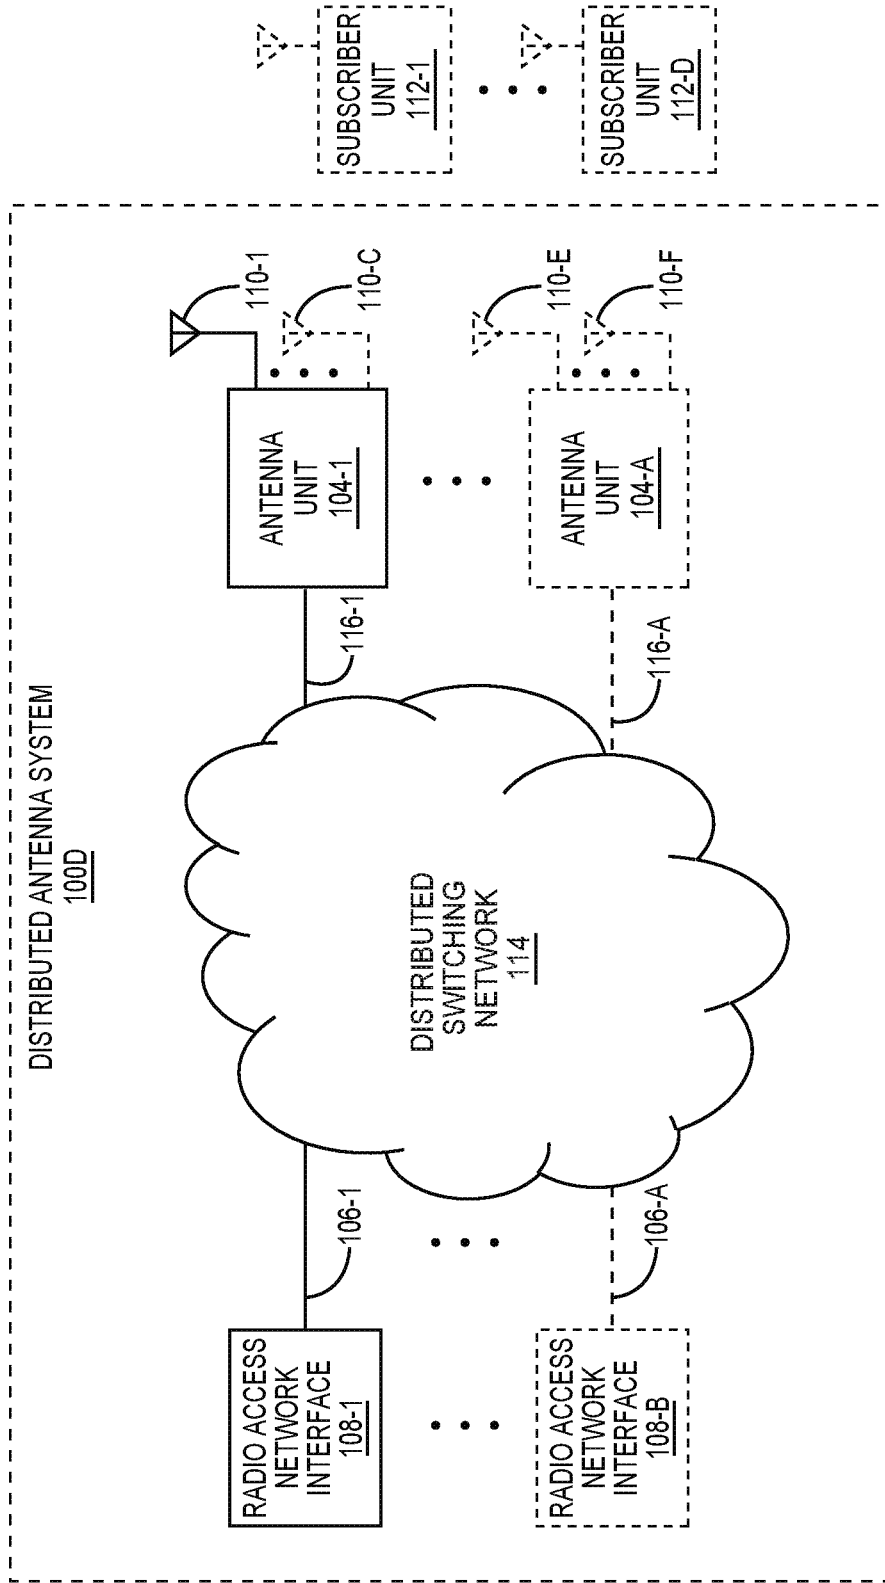 DISTRIBUTED ANTENNA SYSTEM
100D
RADIO ACCESS
NETWORK
INTERFACE
108-1
106-1
RADIO ACCESS
NETWORK
INTERFACE
108-B
106-A
DISTRIBUTED
SWITCHING
NETWORK
114
116-1
116-A
ANTENNA
UNIT
104-1
110-1
110-C
ANTENNA
UNIT
104-A
110-E
110-F
SUBSCRIBER
UNIT
112-1
SUBSCRIBER
UNIT
112-D